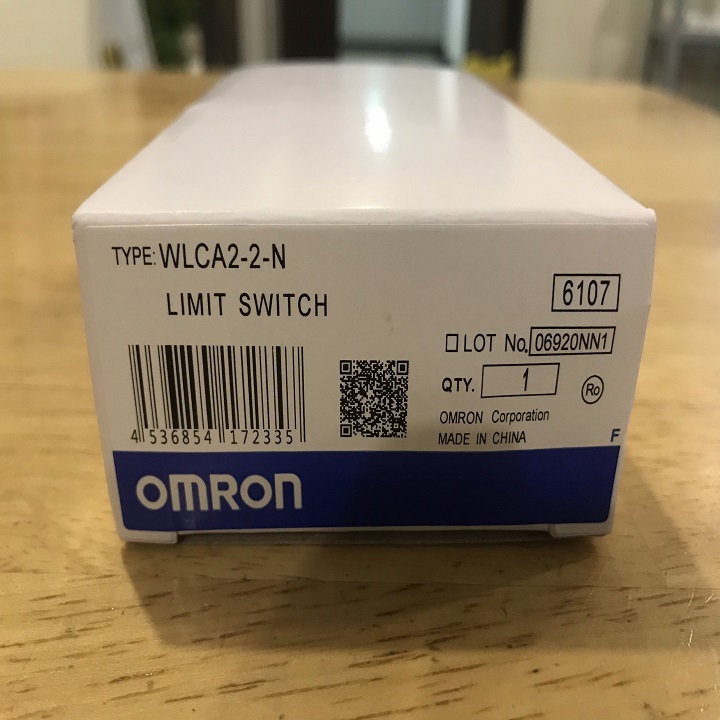 TYPE: WLCA2-2-N
LIMIT SWITCH
6107
LOT No. 06920NN1
QTY. 1
Ro
4 536854 172335
OMRON Corporation
MADE IN CHINA
F
OMRON